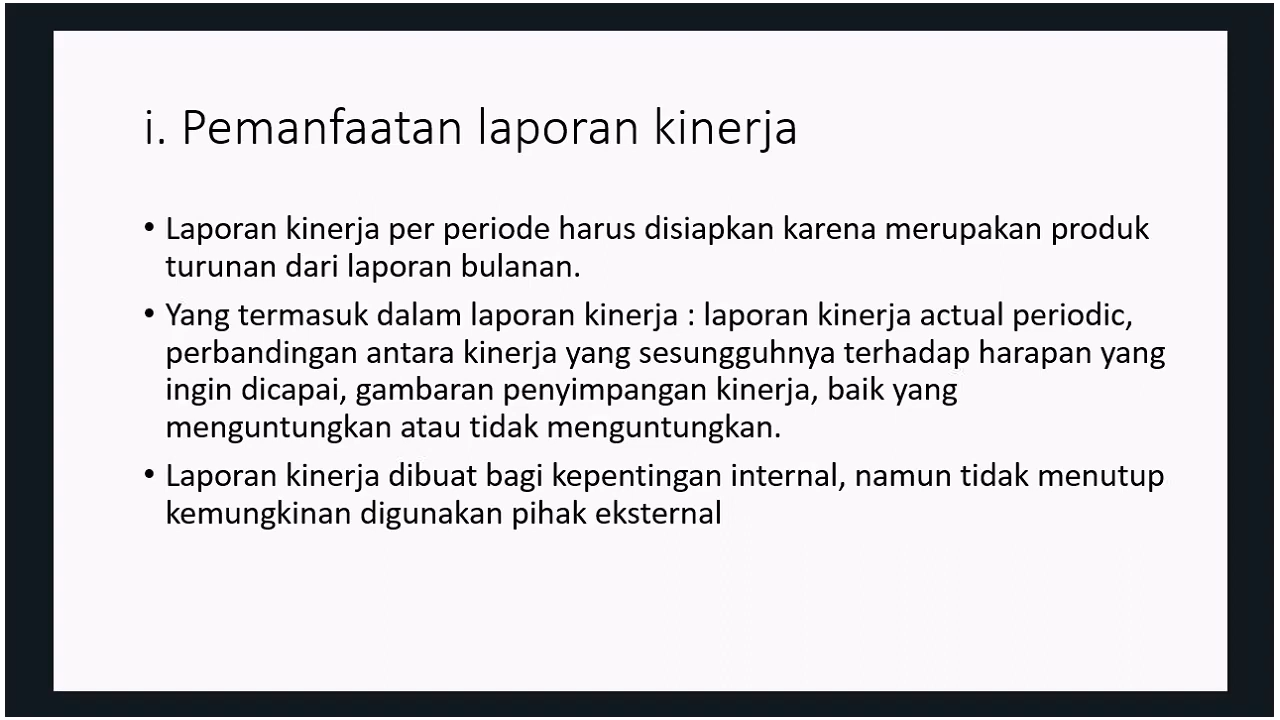 i. Pemanfaatan laporan kinerja
• Laporan kinerja per periode harus disiapkan karena merupakan produk
turunan dari laporan bulanan.
• Yang termasuk dalam laporan kinerja : laporan kinerja actual periodic,
perbandingan antara kinerja yang sesungguhnya terhadap harapan yang
ingin dicapai, gambaran penyimpangan kinerja, baik yang
menguntungkan atau tidak menguntungkan.
• Laporan kinerja dibuat bagi kepentingan internal, namun tidak menutup
kemungkinan digunakan pihak eksternal